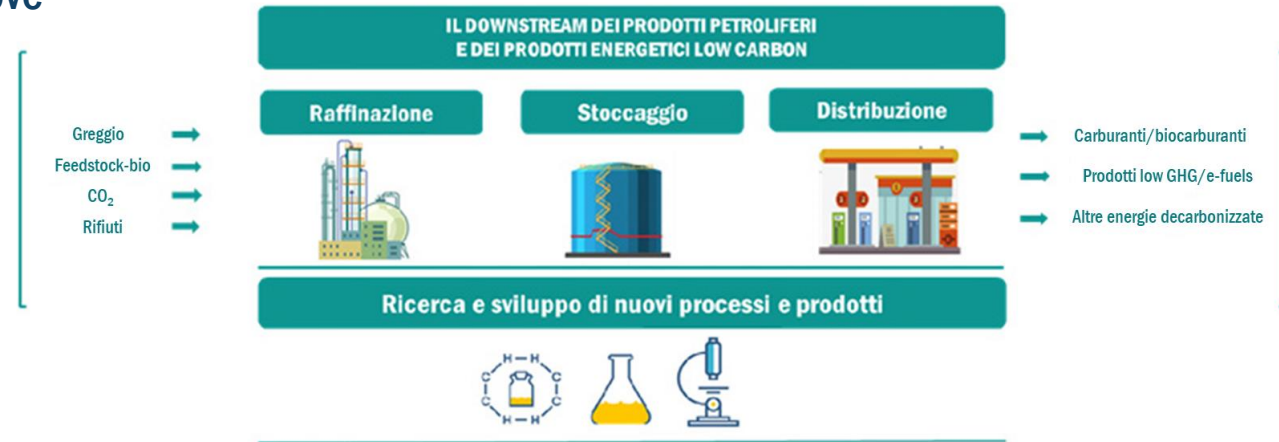 IL DOWNSTREAM DEI PRODOTTI PETROLIFERI
E DEI PRODOTTI ENERGETICI LOW CARBON
Raffinazione
Stoccaggio
Distribuzione
Greggio
Feedstock-bio
CO₂
Rifiuti
Carburanti/biocarburanti
Prodotti low GHG/e-fuels
Altre energie decarbonizzate
Ricerca e sviluppo di nuovi processi e prodotti
H H
C C
C C
H H